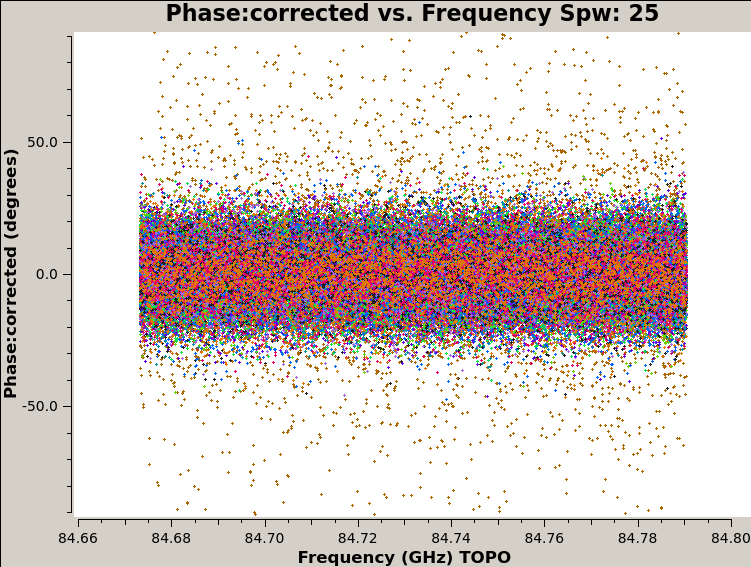 Phase:corrected vs. Frequency Spw: 25
Phase:corrected (degrees)
50.0
0.0
-50.0
84.66 84.68 84.70 84.72 84.74 84.76 84.78 84.80
Frequency (GHz) TOPO